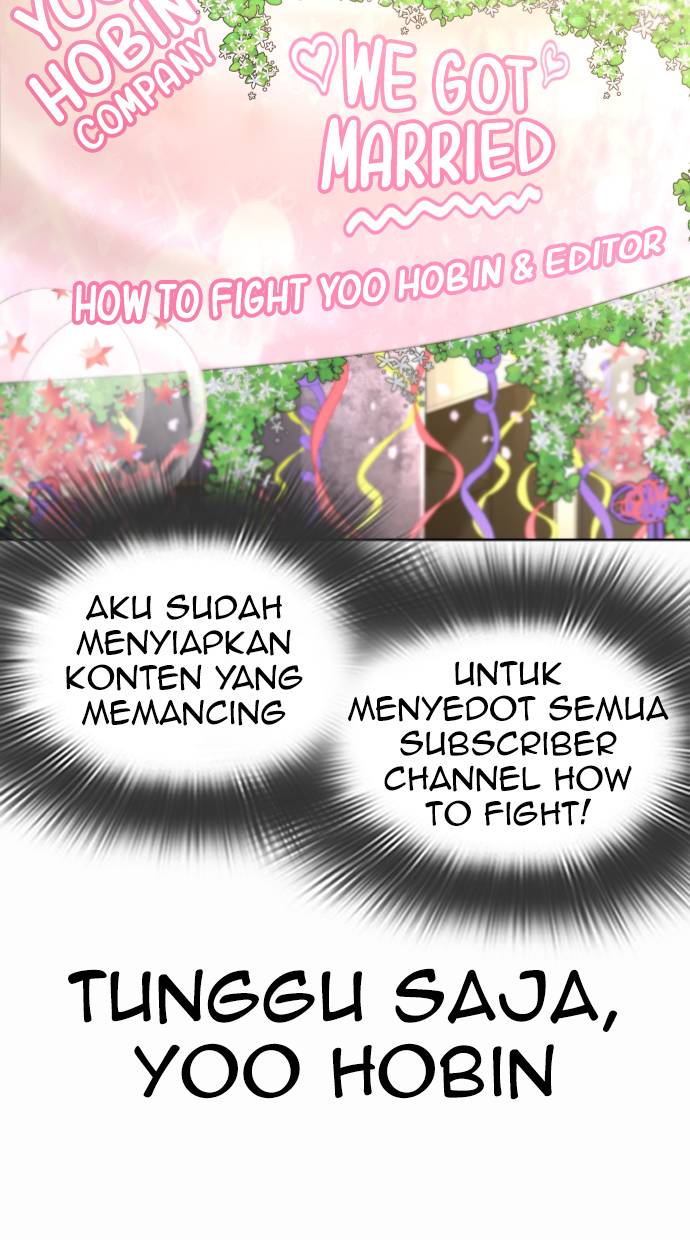 YOO
HOBIN
COMPANY
WE GOT
MARRIED
HOW TO FIGHT YOO HOBIN & EDITOR
AKU SUDAH
MENYIAPKAN
KONTEN YANG
MEMANCING
UNTUK
MENYEDOT SEMUA
SUBSCRIBER
CHANNEL HOW
TO FIGHT!
TUNGGU SAJA,
YOO HOBIN